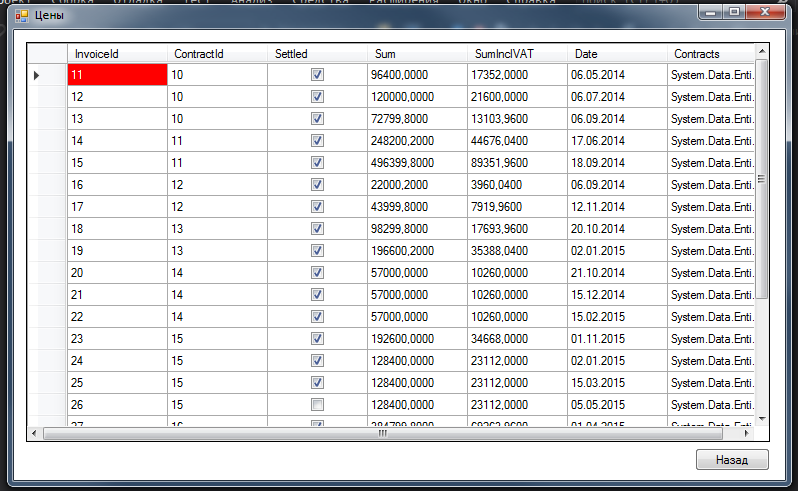 Цены
InvoiceId ContractId Settled Sum SumInclVAT Date Contracts
11 10 96400,0000 17352,0000 06.05.2014 System.Data.Enti.
12 10 120000,0000 21600,0000 06.07.2014 System.Data.Enti.
13 10 72799,8000 13103,9600 06.09.2014 System.Data.Enti.
14 11 248200,2000 44676,0400 17.06.2014 System.Data.Enti.
15 11 496399,8000 89351,9600 18.09.2014 System.Data.Enti.
16 12 22000,2000 3960,0400 06.09.2014 System.Data.Enti.
17 12 43999,8000 7919,9600 12.11.2014 System.Data.Enti.
18 13 98299,8000 17693,9600 20.10.2014 System.Data.Enti.
19 13 196600,2000 35388,0400 02.01.2015 System.Data.Enti.
20 14 57000,0000 10260,0000 21.10.2014 System.Data.Enti.
21 14 57000,0000 10260,0000 15.12.2014 System.Data.Enti.
22 14 57000,0000 10260,0000 15.02.2015 System.Data.Enti.
23 15 192600,0000 34668,0000 01.11.2014 System.Data.Enti.
24 15 128400,0000 23112,0000 02.01.2015 System.Data.Enti.
25 15 128400,0000 23112,0000 15.03.2015 System.Data.Enti.
26 15 128400,0000 23112,0000 05.05.2015 System.Data.Enti.
Назад